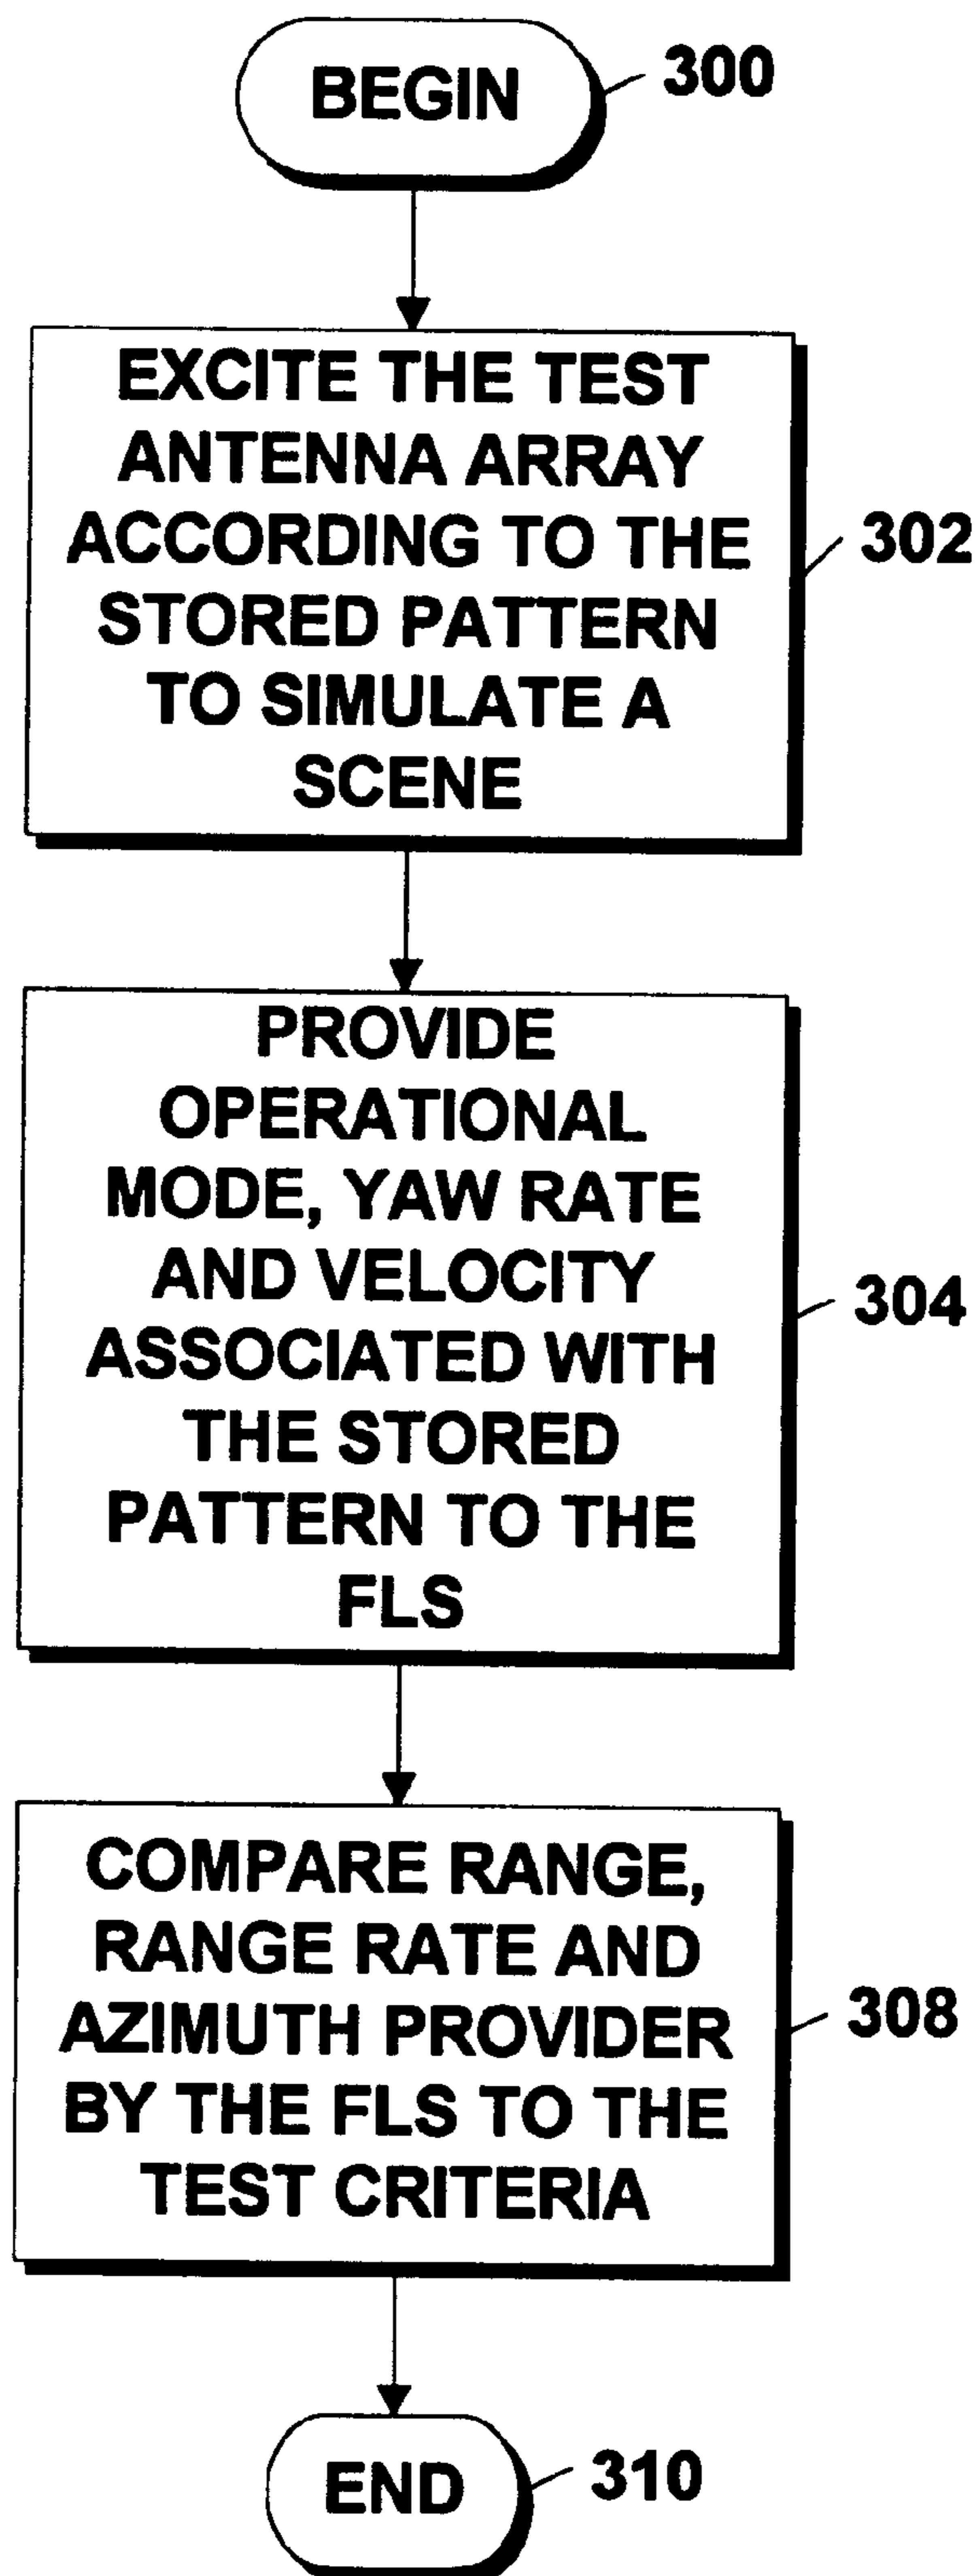 BEGIN
300
EXCITE THE TEST
ANTENNA ARRAY
ACCORDING TO THE
STORED PATTERN
TO SIMULATE A
SCENE
302
PROVIDE
OPERATIONAL
MODE, YAW RATE
AND VELOCITY
ASSOCIATED WITH
THE STORED
PATTERN TO THE
FLS
304
COMPARE RANGE,
RANGE RATE AND
AZIMUTH PROVIDER
BY THE FLS TO THE
TEST CRITERIA
308
END
310